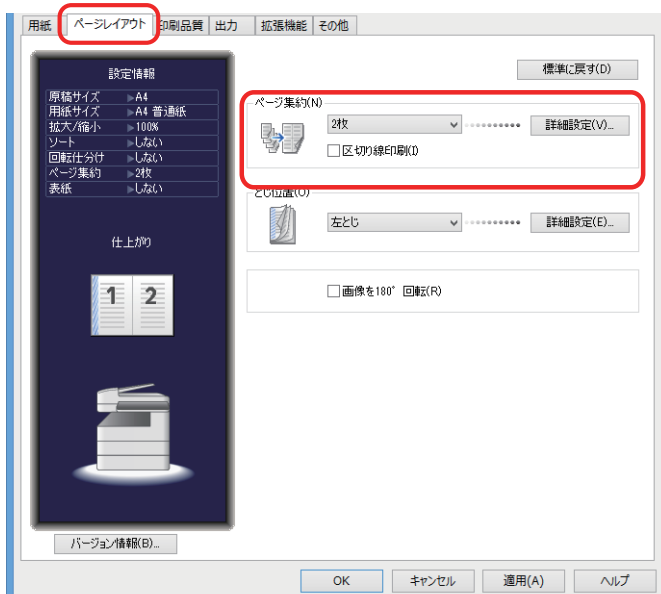 用紙 ページレイアウト 印刷品質 出力 拡張機能 その他
設定情報
原稿サイズ ▶A4
用紙サイズ ▶A4 普通紙
拡大/縮小 ▶100%
ソート ▶しない
回転仕分け ▶しない
ページ集約 ▶2枚
表紙 ▶しない
仕上がり
1 2
バージョン情報(B)...
標準に戻す(D)
ページ集約(N)
2枚 詳細設定(V)...
区切り線印刷(I)
とじ位置(O)
左とじ 詳細設定(E)...
画像を180° 回転(R)
OK キャンセル 適用(A) ヘルプ